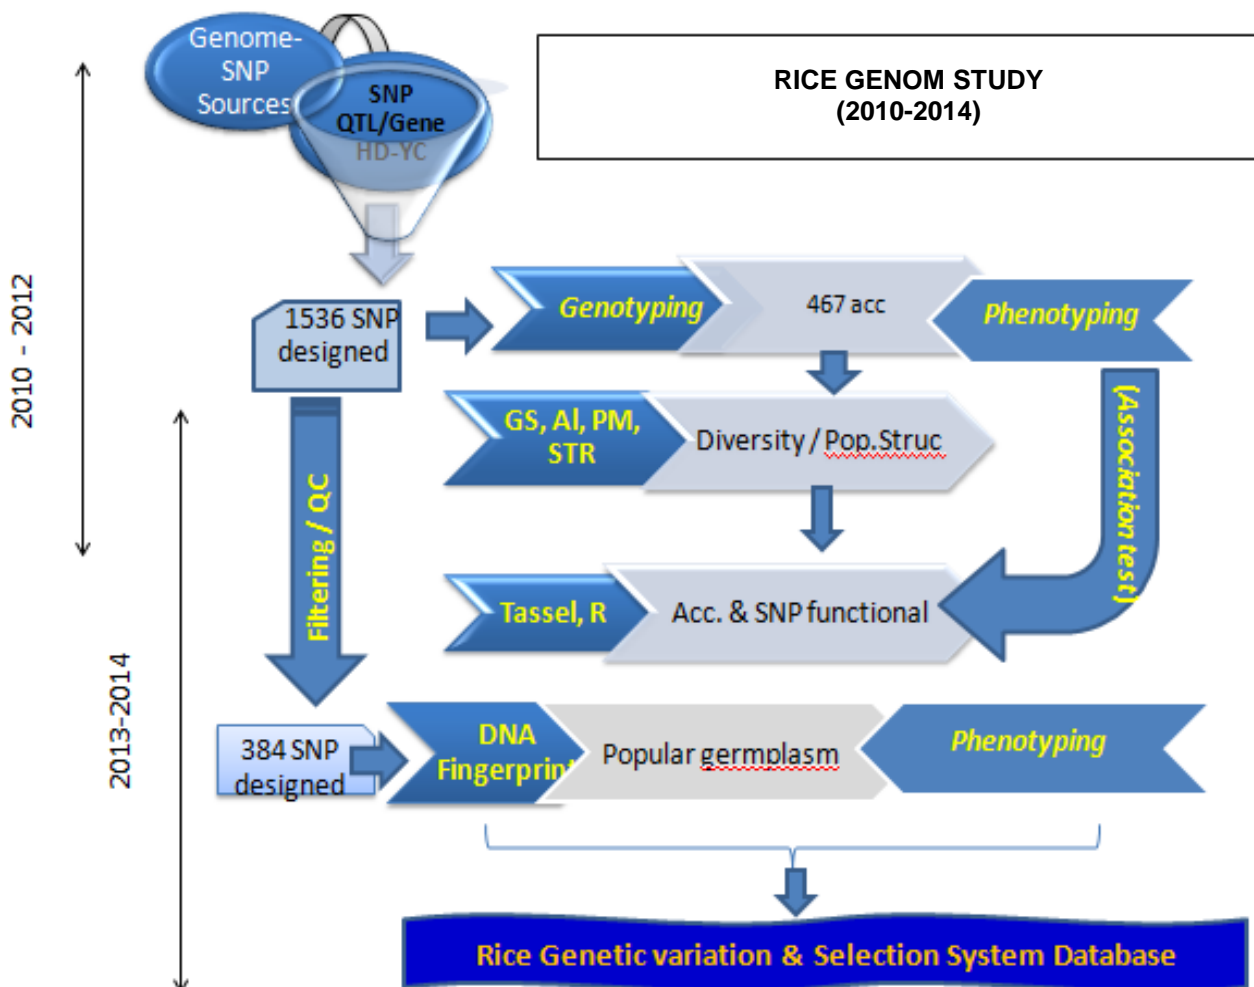 Genome-
SNP
Sources
SNP
QTL/Gene
HD-YC
RICE GENOM STUDY
(2010-2014)
2010 - 2012
1536 SNP
designed
Genotyping
467 acc
Phenotyping
GS, Al, PM,
STR
Diversity / Pop.Struc
(Association test)
Filtering / QC
Tassel, R
Acc. & SNP functional
2013-2014
384 SNP
designed
DNA
Fingerprint
Popular germplasm
Phenotyping
Rice Genetic variation & Selection System Database